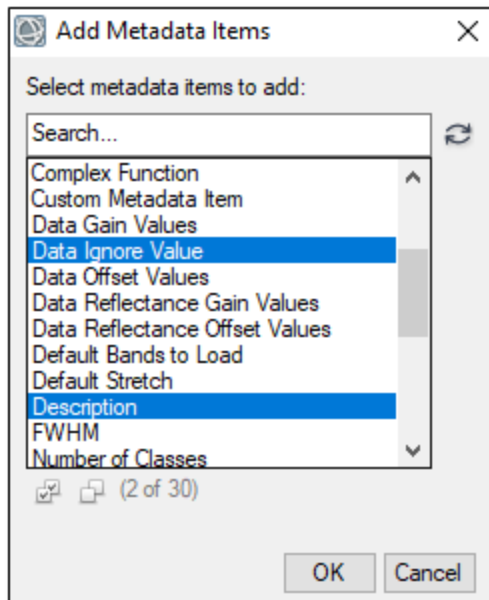 Add Metadata Items
Select metadata items to add:
Search...
Complex Function
Custom Metadata Item
Data Gain Values
Data Ignore Value
Data Offset Values
Data Reflectance Gain Values
Data Reflectance Offset Values
Default Bands to Load
Default Stretch
Description
FWHM
Number of Classes
(2 of 30)
OK Cancel